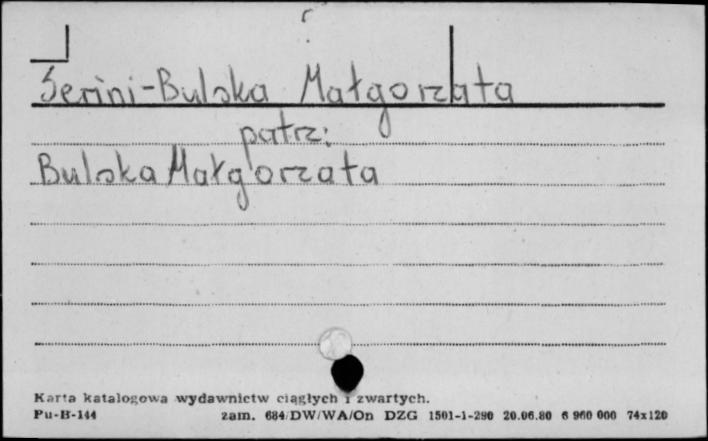 Serini-Bulska Małgorzata
patrz:
Bulska Małgorzata
Karta katalogowa wydawnictw ciągłych i zwartych.
Pu-B-144 zam. 684/DW/WA/On DZG 1501-1-290 20.06.80 6 960 000 74x120